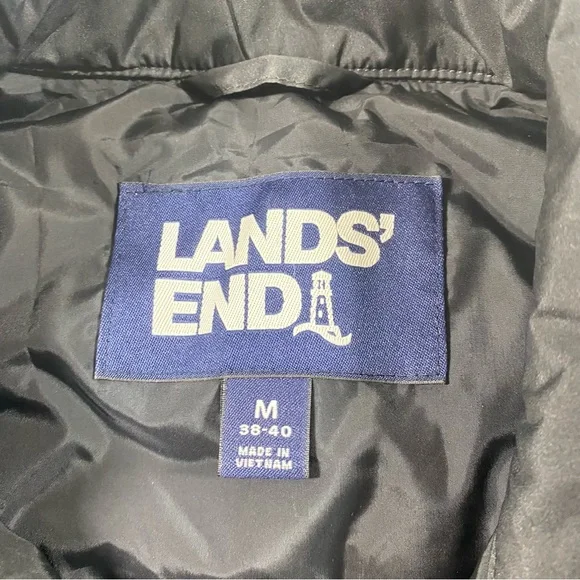 LANDS'
END
M
38-40
MADE IN
VIETNAM